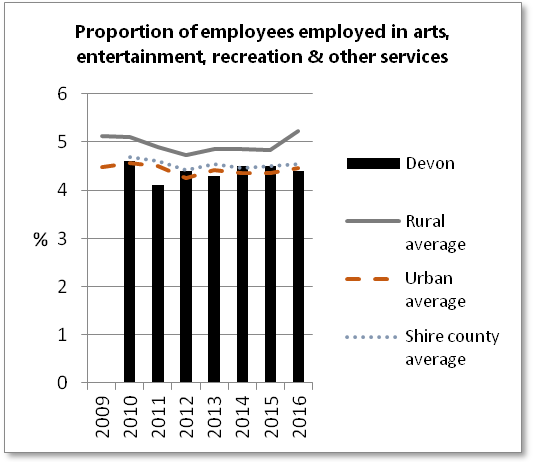 Proportion of employees employed in arts,
entertainment, recreation & other services
6
5
4
3
2
1
0
%
2009
2010
2011
2012
2013
2014
2015
2016
Devon
Rural
average
Urban
average
Shire county
average